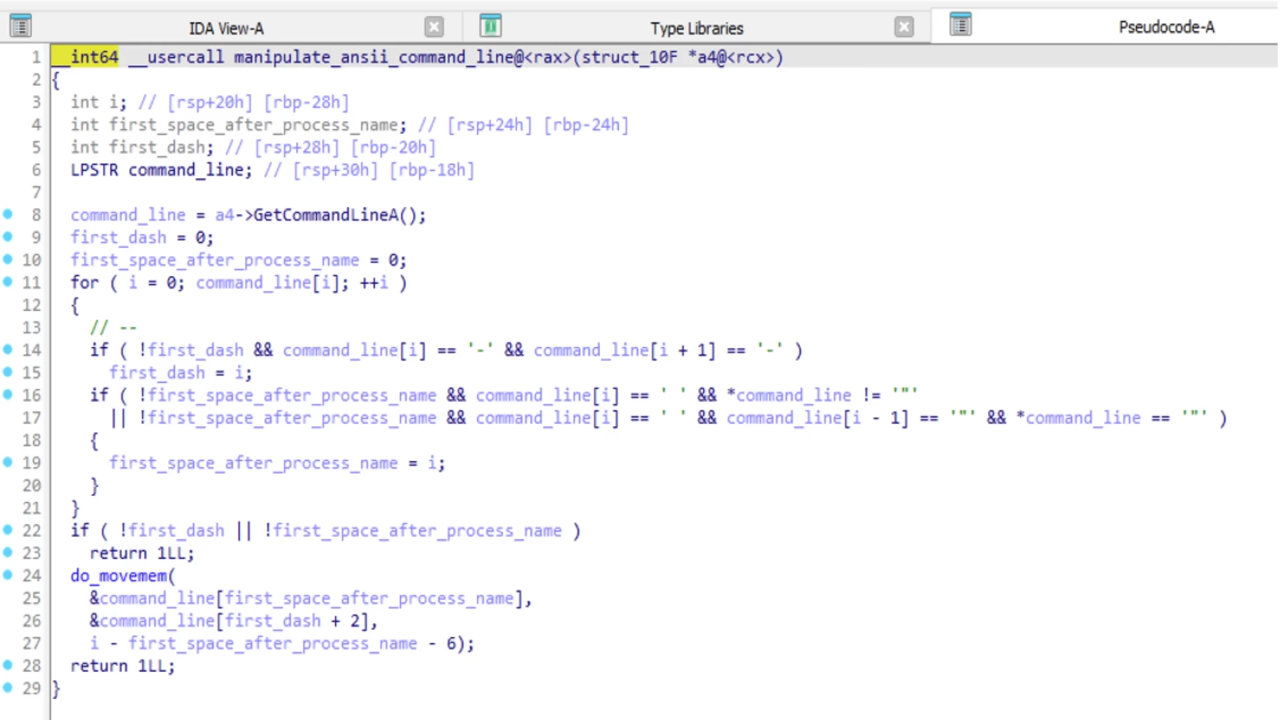 IDA View-A Type Libraries Pseudocode-A
1 __int64 __usercall manipulate_ansii_command_line@<rax>(struct_10F *a4@<rcx>)
2 {
3 int i; // [rsp+20h] [rbp-28h]
4 int first_space_after_process_name; // [rsp+24h] [rbp-24h]
5 int first_dash; // [rsp+28h] [rbp-20h]
6 LPSTR command_line; // [rsp+30h] [rbp-18h]
7
8 command_line = a4->GetCommandLineA();
9 first_dash = 0;
10 first_space_after_process_name = 0;
11 for ( i = 0; command_line[i]; ++i )
12 {
13 // --
14 if ( !first_dash && command_line[i] == '-' && command_line[i + 1] == '-' )
15 first_dash = i;
16 if ( !first_space_after_process_name && command_line[i] == ' ' && *command_line != '"'
17 || !first_space_after_process_name && command_line[i] == ' ' && command_line[i - 1] == '"' && *command_line == '"' )
18 {
19 first_space_after_process_name = i;
20 }
21 }
22 if ( !first_dash || !first_space_after_process_name )
23 return 1LL;
24 do_movemem(
25 &command_line[first_space_after_process_name],
26 &command_line[first_dash + 2],
27 i - first_space_after_process_name - 6);
28 return 1LL;
29 }